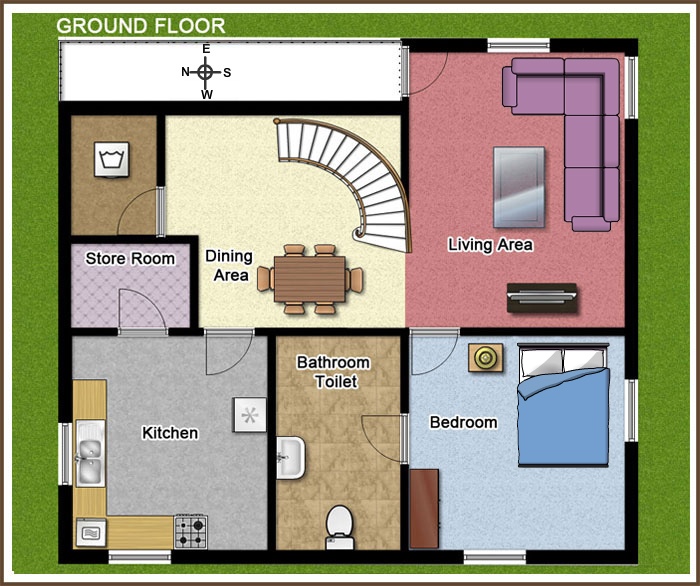 GROUND FLOOR
E
N S
W
Store Room
Dining
Area
Living Area
Bathroom
Toilet
Kitchen
Bedroom